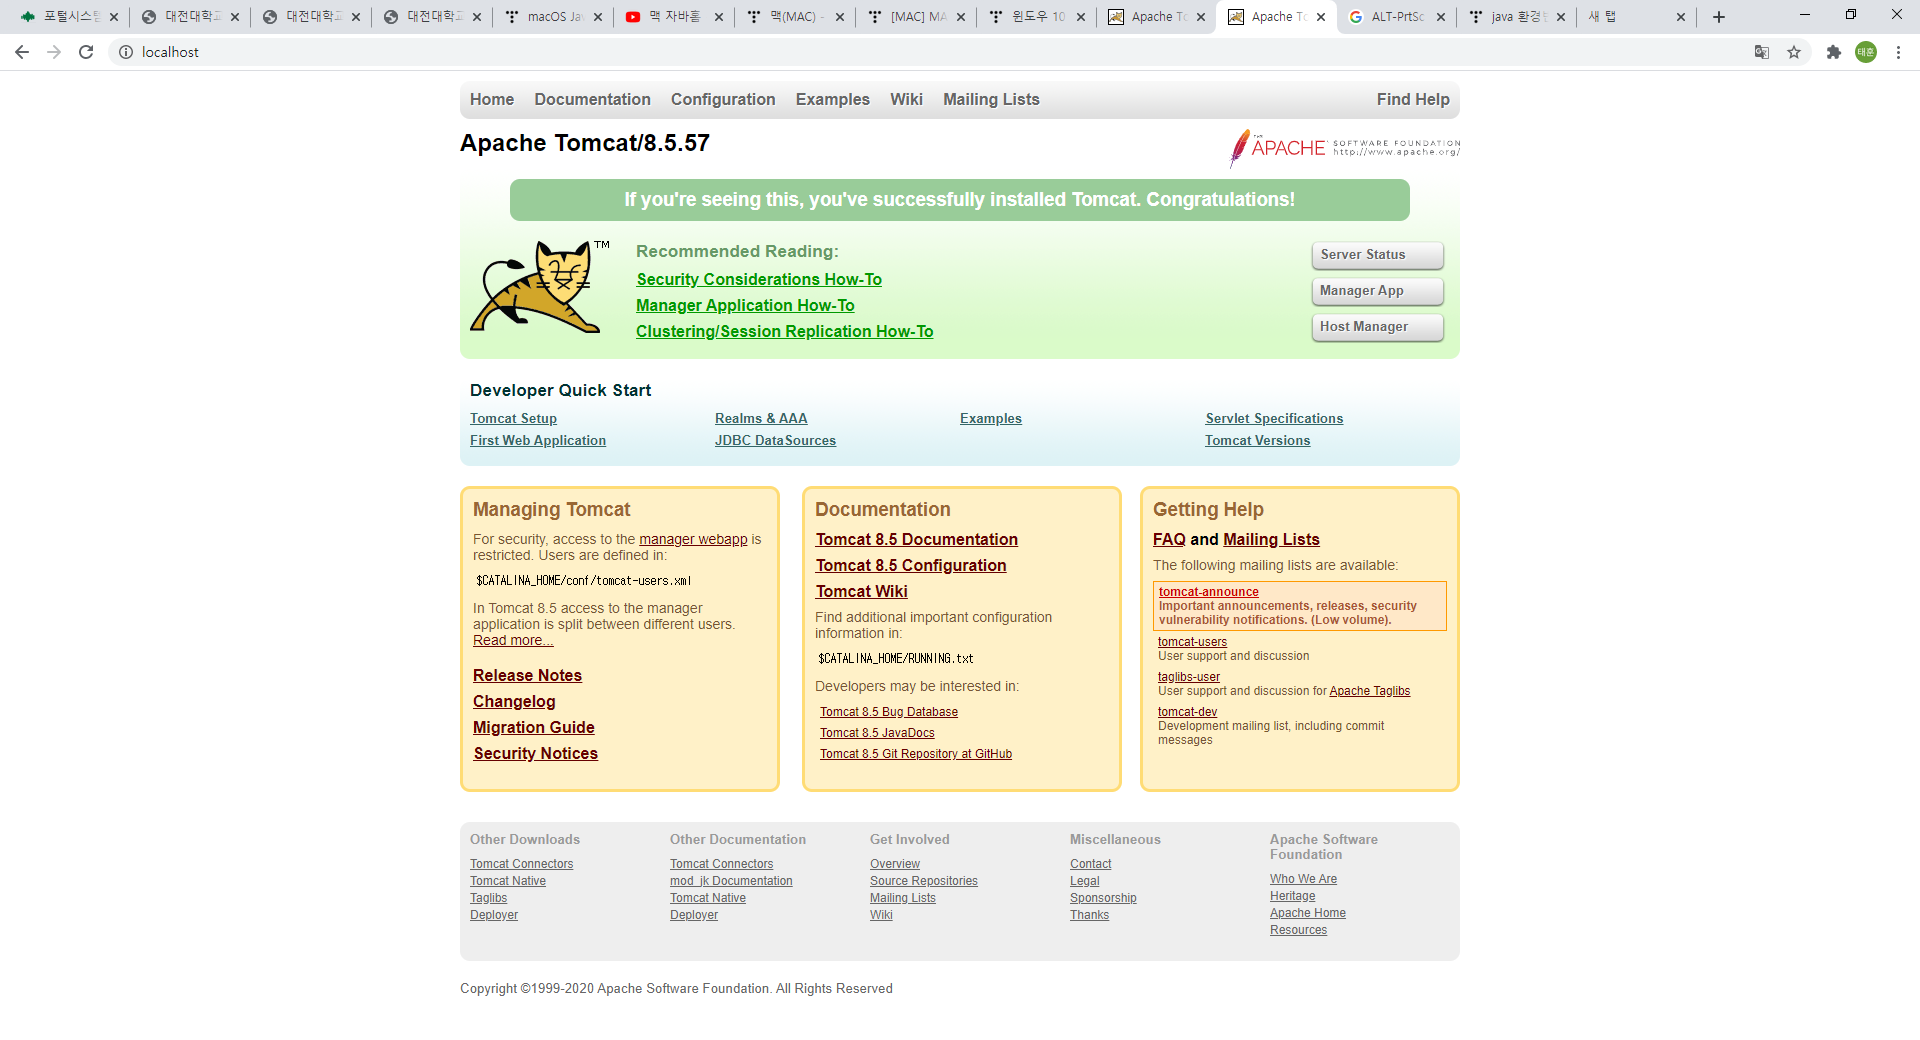 포털시스템
대전대학교
대전대학교
대전대학교
macOS Ja
맥 자바홈
맥(MAC) -
[MAC] MA
윈도우 10
Apache To
Apache To
ALT-PrtSc
java 환경변
새 탭
localhost
태훈
Home Documentation Configuration Examples Wiki Mailing Lists Find Help
Apache Tomcat/8.5.57
THE APACHE SOFTWARE FOUNDATION
http://www.apache.org/
If you're seeing this, you've successfully installed Tomcat. Congratulations!
TM
Recommended Reading:
Security Considerations How-To
Manager Application How-To
Clustering/Session Replication How-To
Server Status
Manager App
Host Manager
Developer Quick Start
Tomcat Setup
First Web Application
Realms & AAA
JDBC DataSources
Examples
Servlet Specifications
Tomcat Versions
Managing Tomcat
For security, access to the manager webapp is
restricted. Users are defined in:
$CATALINA_HOME/conf/tomcat-users.xml
In Tomcat 8.5 access to the manager
application is split between different users.
Read more...
Release Notes
Changelog
Migration Guide
Security Notices
Documentation
Tomcat 8.5 Documentation
Tomcat 8.5 Configuration
Tomcat Wiki
Find additional important configuration
information in:
$CATALINA_HOME/RUNNING.txt
Developers may be interested in:
Tomcat 8.5 Bug Database
Tomcat 8.5 JavaDocs
Tomcat 8.5 Git Repository at GitHub
Getting Help
FAQ and Mailing Lists
The following mailing lists are available:
tomcat-announce
Important announcements, releases, security
vulnerability notifications. (Low volume).
tomcat-users
User support and discussion
taglibs-user
User support and discussion for Apache Taglibs
tomcat-dev
Development mailing list, including commit
messages
Other Downloads
Tomcat Connectors
Tomcat Native
Taglibs
Deployer
Other Documentation
Tomcat Connectors
mod_jk Documentation
Tomcat Native
Deployer
Get Involved
Overview
Source Repositories
Mailing Lists
Wiki
Miscellaneous
Contact
Legal
Sponsorship
Thanks
Apache Software
Foundation
Who We Are
Heritage
Apache Home
Resources
Copyright ©1999-2020 Apache Software Foundation. All Rights Reserved